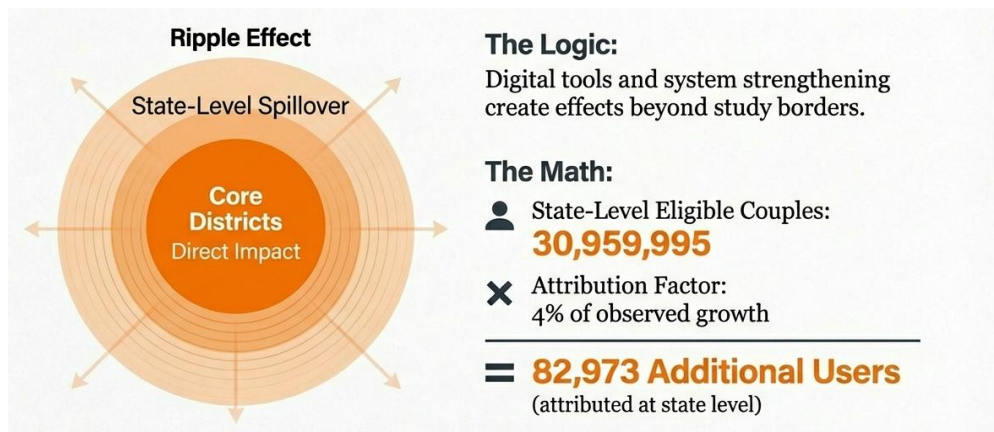 Ripple Effect
State-Level Spillover
Core
Districts
Direct Impact
The Logic:
Digital tools and system strengthening
create effects beyond study borders.
The Math:
State-Level Eligible Couples:
30,959,995
× Attribution Factor:
4% of observed growth
= 82,973 Additional Users
(attributed at state level)